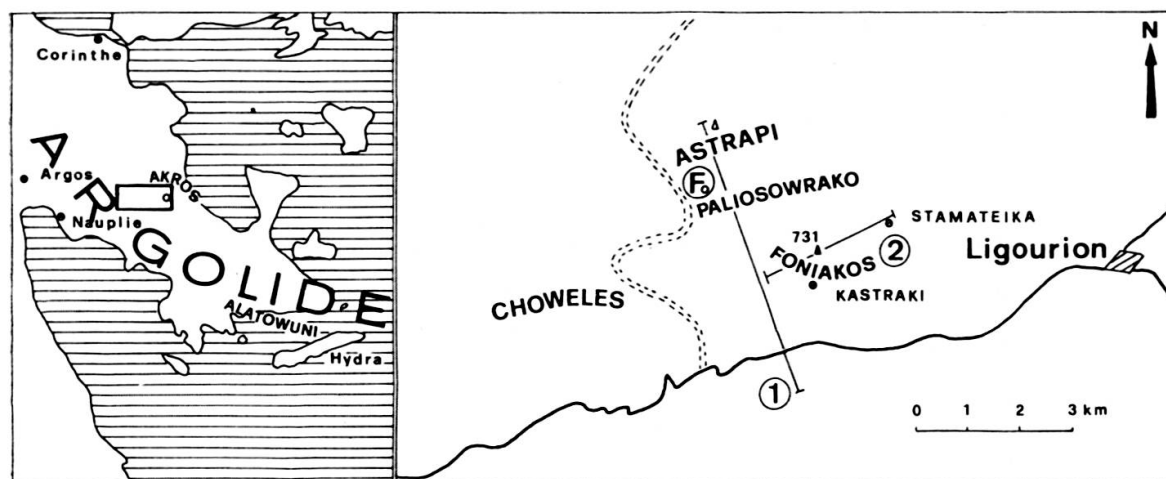 Corinthe
ARGOLIDE
Argos
AKROS
Nauplie
ALATOWUNI
Hydra
N
ASTRAPI
F
PALIOSOWRAKO
STAMATEIKA
731
2
Ligourion
FONIAKOS
KASTRAKI
CHOWELES
1
0 1 2 3 km